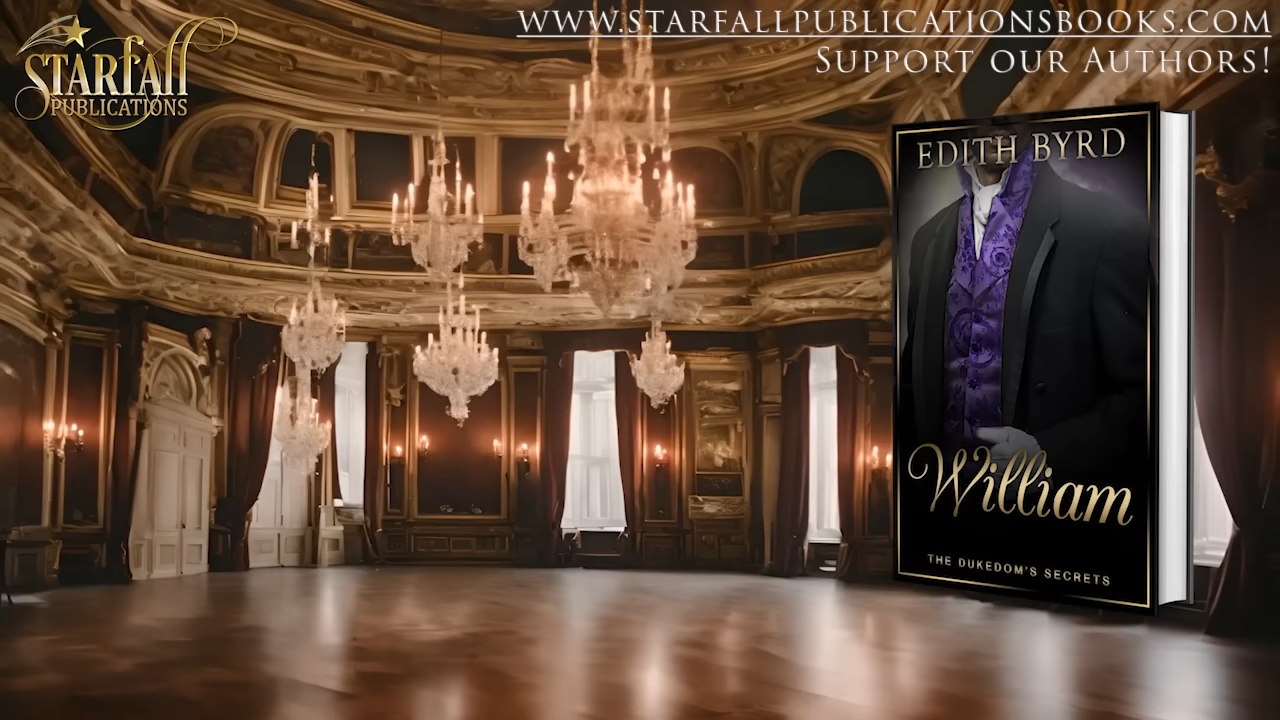 STARfall
PUBLICATIONS
WWW.STARFALLPUBLICATIONSBOOKS.COM
SUPPORT OUR AUTHORS!
EDITH BYRD
William
THE DUKEDOM'S SECRETS